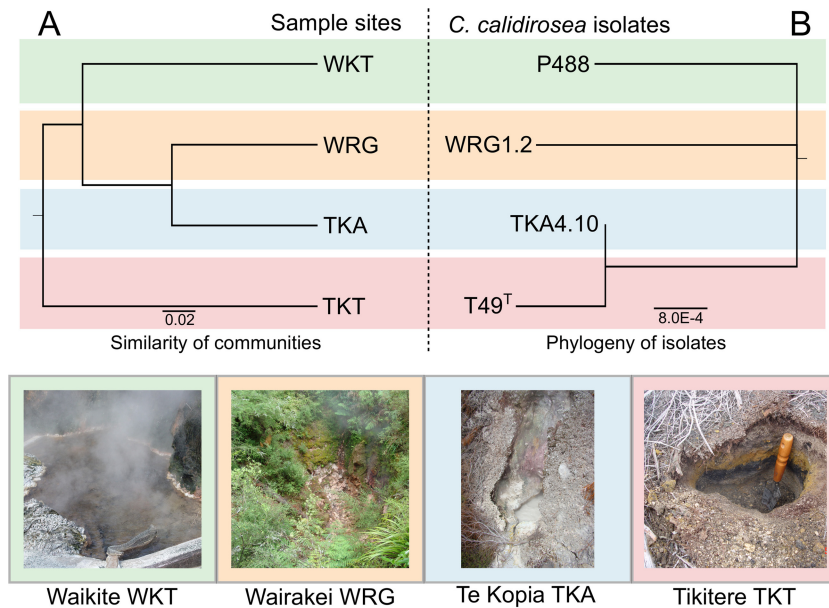 A
Sample sites
C. calidirosea isolates
B
WKT
P488
WRG
WRG1.2
TKA
TKA4.10
TKT
T49ᵀ
0.02
8.0E-4
Similarity of communities
Phylogeny of isolates
Waikite WKT
Wairakei WRG
Te Kopia TKA
Tikitere TKT